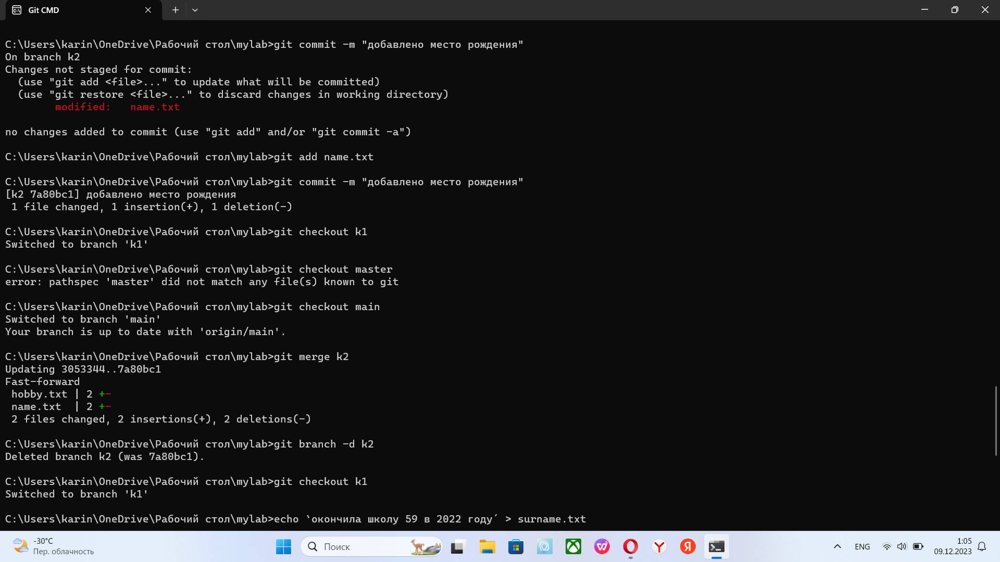 Git CMD
C:\Users\karin\OneDrive\Рабочий стол\mylab>git commit -m "добавлено место рождения"
On branch k2
Changes not staged for commit:
  (use "git add <file>..." to update what will be committed)
  (use "git restore <file>..." to discard changes in working directory)
        modified:   name.txt
no changes added to commit (use "git add" and/or "git commit -a")
C:\Users\karin\OneDrive\Рабочий стол\mylab>git add name.txt
C:\Users\karin\OneDrive\Рабочий стол\mylab>git commit -m "добавлено место рождения"
[k2 7a80bc1] добавлено место рождения
 1 file changed, 1 insertion(+), 1 deletion(-)
C:\Users\karin\OneDrive\Рабочий стол\mylab>git checkout k1
Switched to branch 'k1'
C:\Users\karin\OneDrive\Рабочий стол\mylab>git checkout master
error: pathspec 'master' did not match any file(s) known to git
C:\Users\karin\OneDrive\Рабочий стол\mylab>git checkout main
Switched to branch 'main'
Your branch is up to date with 'origin/main'.
C:\Users\karin\OneDrive\Рабочий стол\mylab>git merge k2
Updating 3053344..7a80bc1
Fast-forward
 hobby.txt | 2 +-
 name.txt  | 2 +-
 2 files changed, 2 insertions(+), 2 deletions(-)
C:\Users\karin\OneDrive\Рабочий стол\mylab>git branch -d k2
Deleted branch k2 (was 7a80bc1).
C:\Users\karin\OneDrive\Рабочий стол\mylab>git checkout k1
Switched to branch 'k1'
C:\Users\karin\OneDrive\Рабочий стол\mylab>echo `окончила школу 59 в 2022 году´ > surname.txt
-30°C
Пер. облачность
Поиск
ENG
1:05
09.12.2023